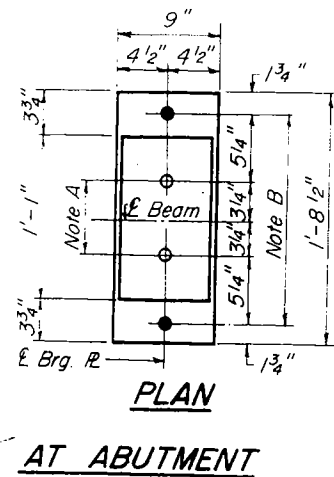 9"
4½" 4½"
1¾"
3¾"
5¼"
3¼"
3¼"
5¼"
1'-1"
Note A
℄ Beam
Note B
1'-8½"
3¾"
℄ Brg. ℞
1¾"
PLAN
AT ABUTMENT